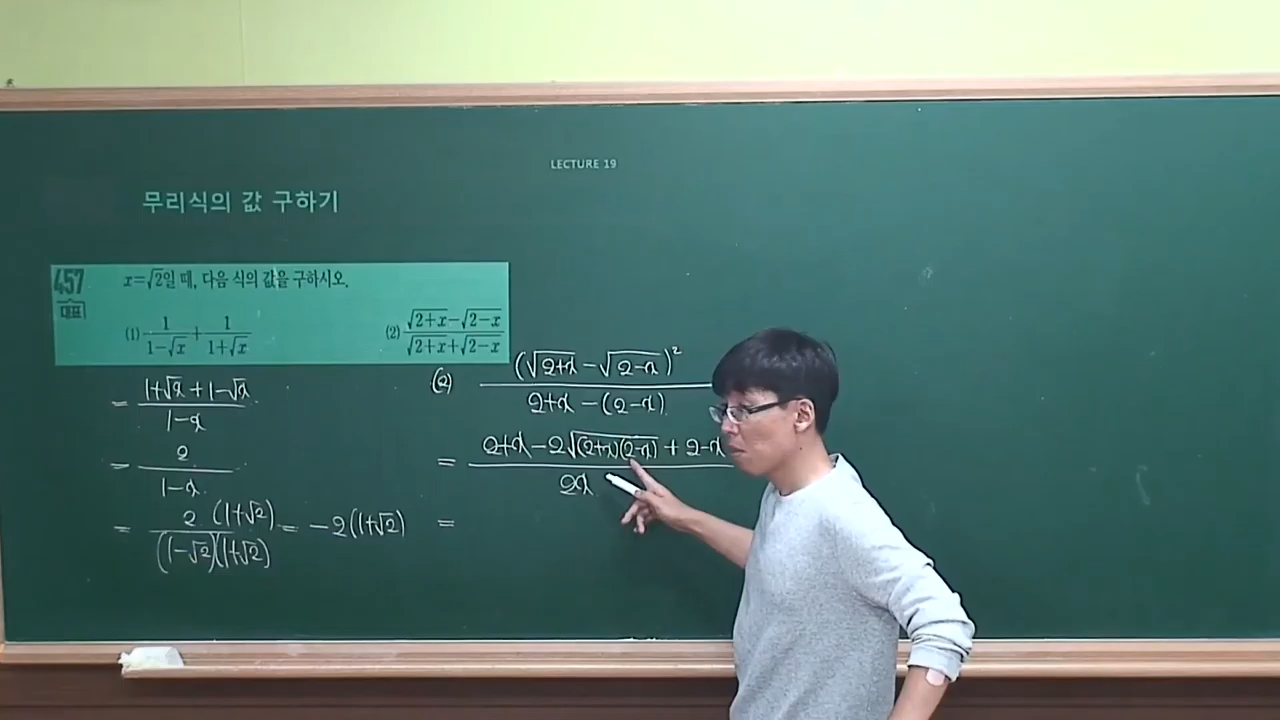 LECTURE 19
무리식의 값 구하기
457
대표
x=√2일 때, 다음 식의 값을 구하시오.
(1) 1/(1-√x) + 1/(1+√x)
(2) (√(2+x)-√(2-x))/(√(2+x)+√(2-x))
= (1+√x+1-√x)/(1-x)
= 2/(1-x)
= 2(1+√2)/((1-√2)(1+√2)) = -2(1+√2)
(2) (√(2+x)-√(2-x))²/(2+x-(2-x))
= (2+x-2√((2+x)(2-x))+2-x)/(2x)
=